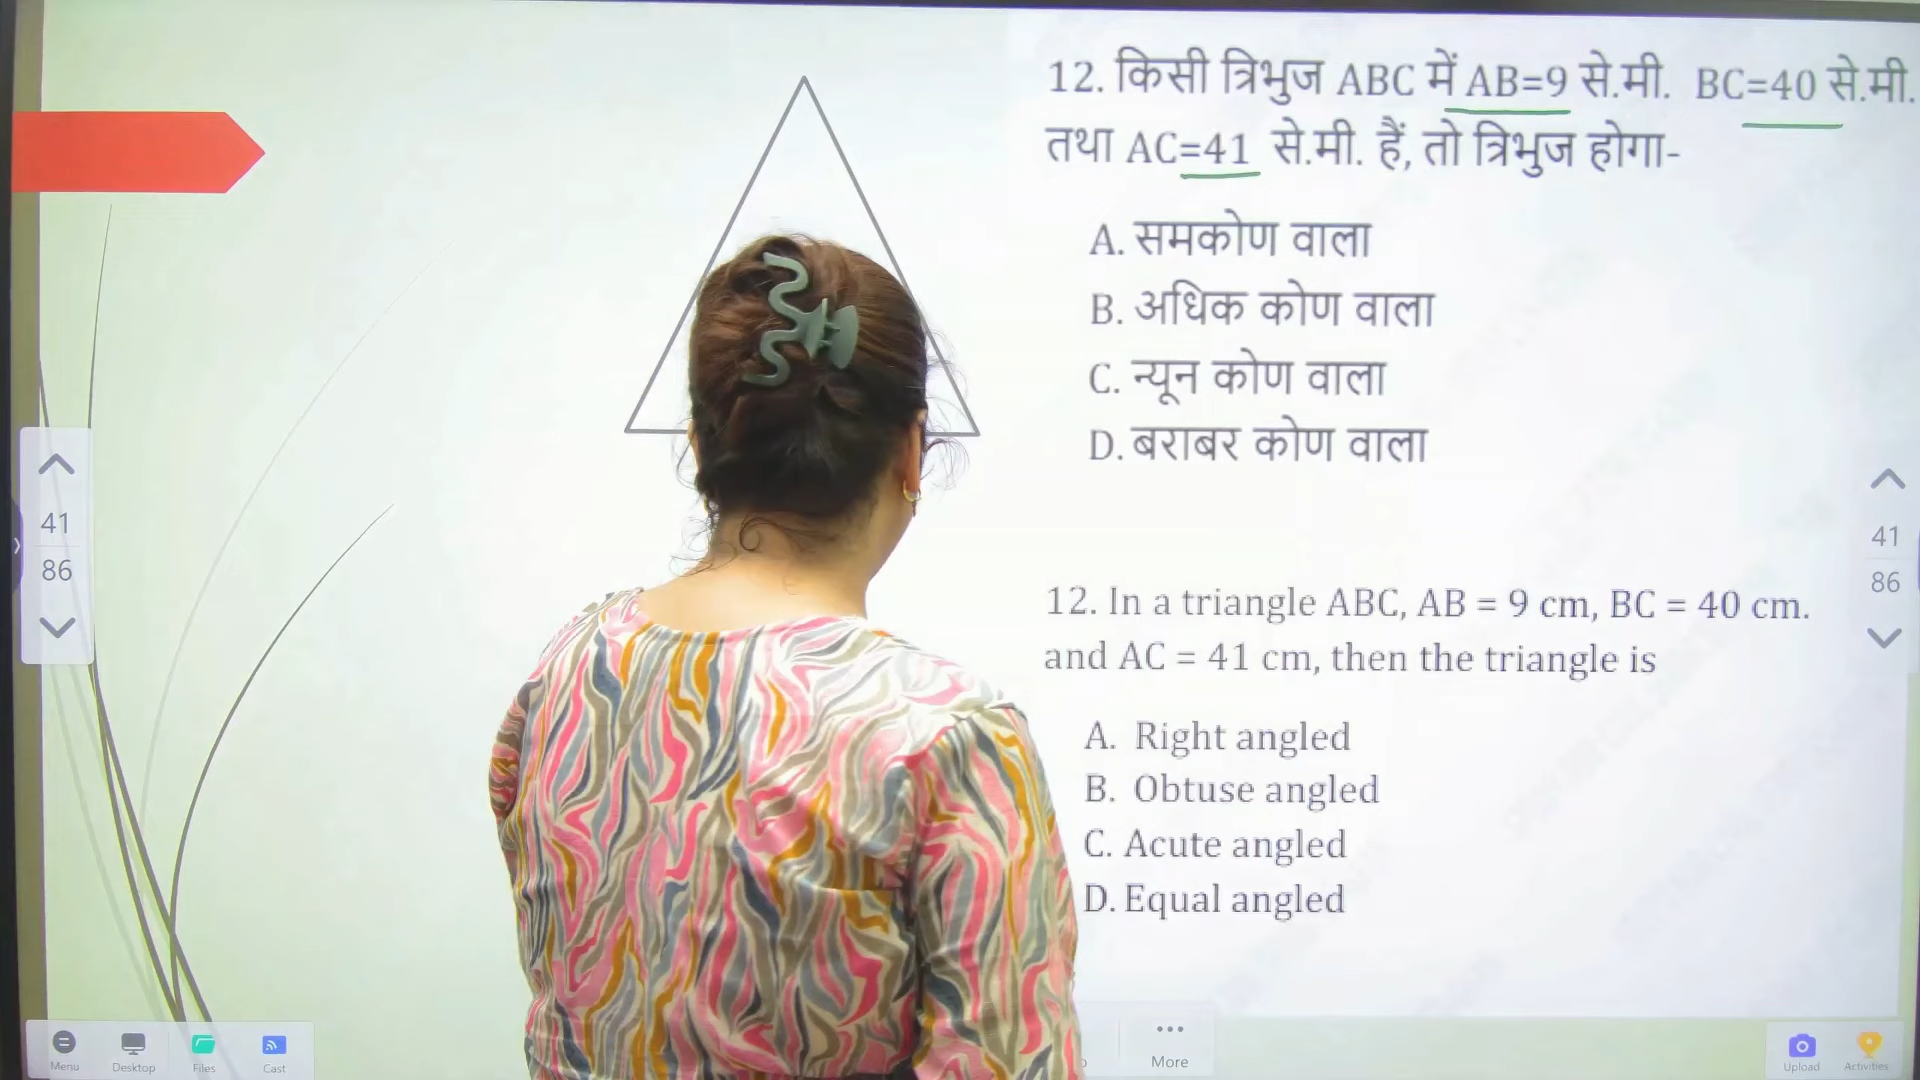 12. किसी त्रिभुज ABC में AB=9 से.मी. BC=40 से.मी.
तथा AC=41 से.मी. हैं, तो त्रिभुज होगा-
A. समकोण वाला
B. अधिक कोण वाला
C. न्यून कोण वाला
D. बराबर कोण वाला
41
86
41
86
12. In a triangle ABC, AB = 9 cm, BC = 40 cm.
and AC = 41 cm, then the triangle is
A. Right angled
B. Obtuse angled
C. Acute angled
D. Equal angled
Menu Desktop Files Cast More Upload Activities